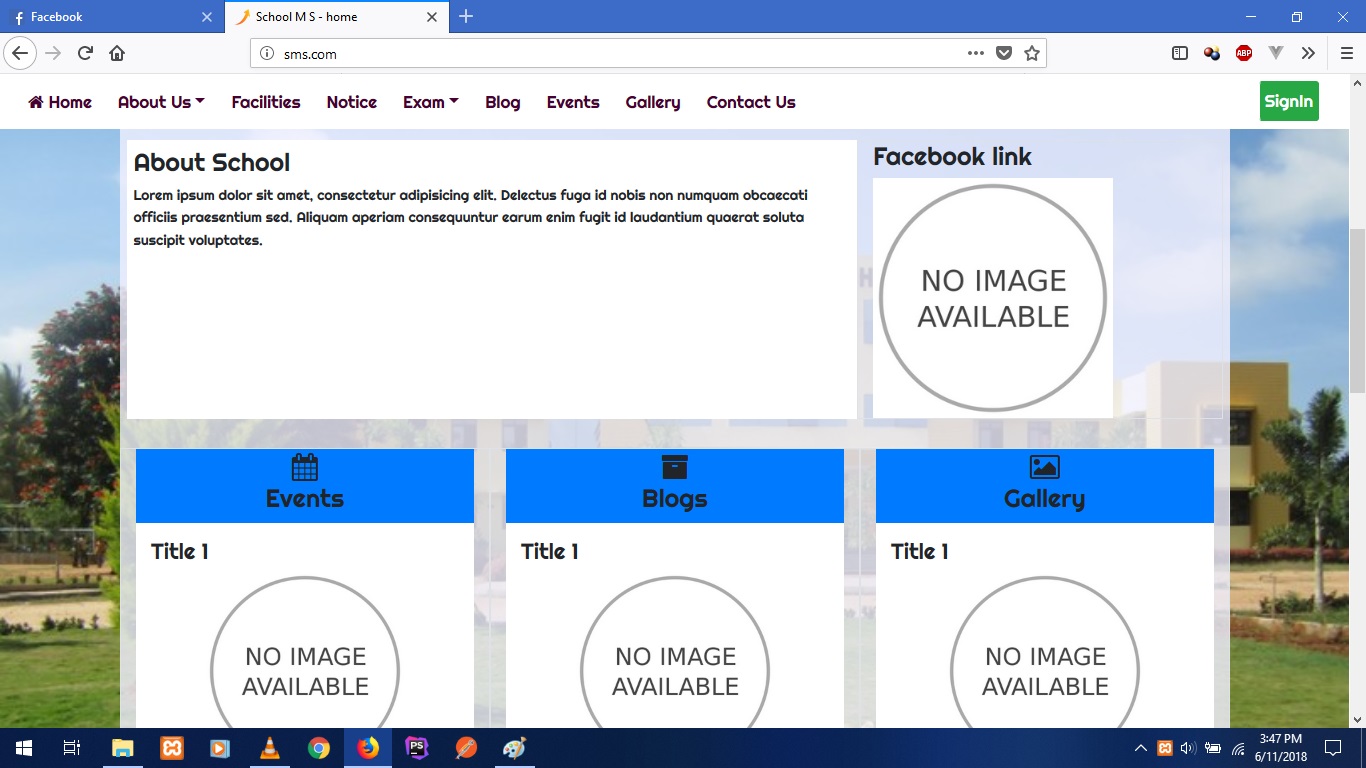 Facebook
School M S - home
sms.com
ABP
Home About Us Facilities Notice Exam Blog Events Gallery Contact Us SignIn
About School
Lorem ipsum dolor sit amet, consectetur adipisicing elit. Delectus fuga id nobis non numquam obcaecati
officiis praesentium sed. Aliquam aperiam consequuntur earum enim fugit id laudantium quaerat soluta
suscipit voluptates.
Facebook link
NO IMAGE
AVAILABLE
Events
Title 1
NO IMAGE
AVAILABLE
Blogs
Title 1
NO IMAGE
AVAILABLE
Gallery
Title 1
NO IMAGE
AVAILABLE
PS
3:47 PM
6/11/2018